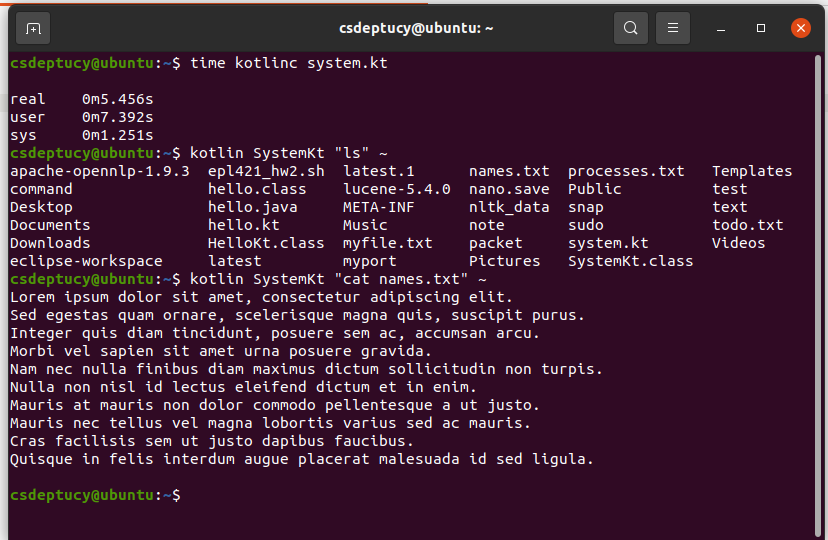 csdeptucy@ubuntu: ~
csdeptucy@ubuntu:~$ time kotlinc system.kt
real    0m5.456s
user    0m7.392s
sys     0m1.251s
csdeptucy@ubuntu:~$ kotlin SystemKt "ls" ~
apache-opennlp-1.9.3  epl421_hw2.sh  latest.1      names.txt  processes.txt   Templates
command               hello.class    lucene-5.4.0  nano.save  Public          test
Desktop               hello.java     META-INF      nltk_data  snap            text
Documents             hello.kt       Music         note       sudo            todo.txt
Downloads             HelloKt.class  myfile.txt    packet     system.kt       Videos
eclipse-workspace     latest         myport        Pictures   SystemKt.class
csdeptucy@ubuntu:~$ kotlin SystemKt "cat names.txt" ~
Lorem ipsum dolor sit amet, consectetur adipiscing elit.
Sed egestas quam ornare, scelerisque magna quis, suscipit purus.
Integer quis diam tincidunt, posuere sem ac, accumsan arcu.
Morbi vel sapien sit amet urna posuere gravida.
Nam nec nulla finibus diam maximus dictum sollicitudin non turpis.
Nulla non nisl id lectus eleifend dictum et in enim.
Mauris at mauris non dolor commodo pellentesque a ut justo.
Mauris nec tellus vel magna lobortis varius sed ac mauris.
Cras facilisis sem ut justo dapibus faucibus.
Quisque in felis interdum augue placerat malesuada id sed ligula.
csdeptucy@ubuntu:~$